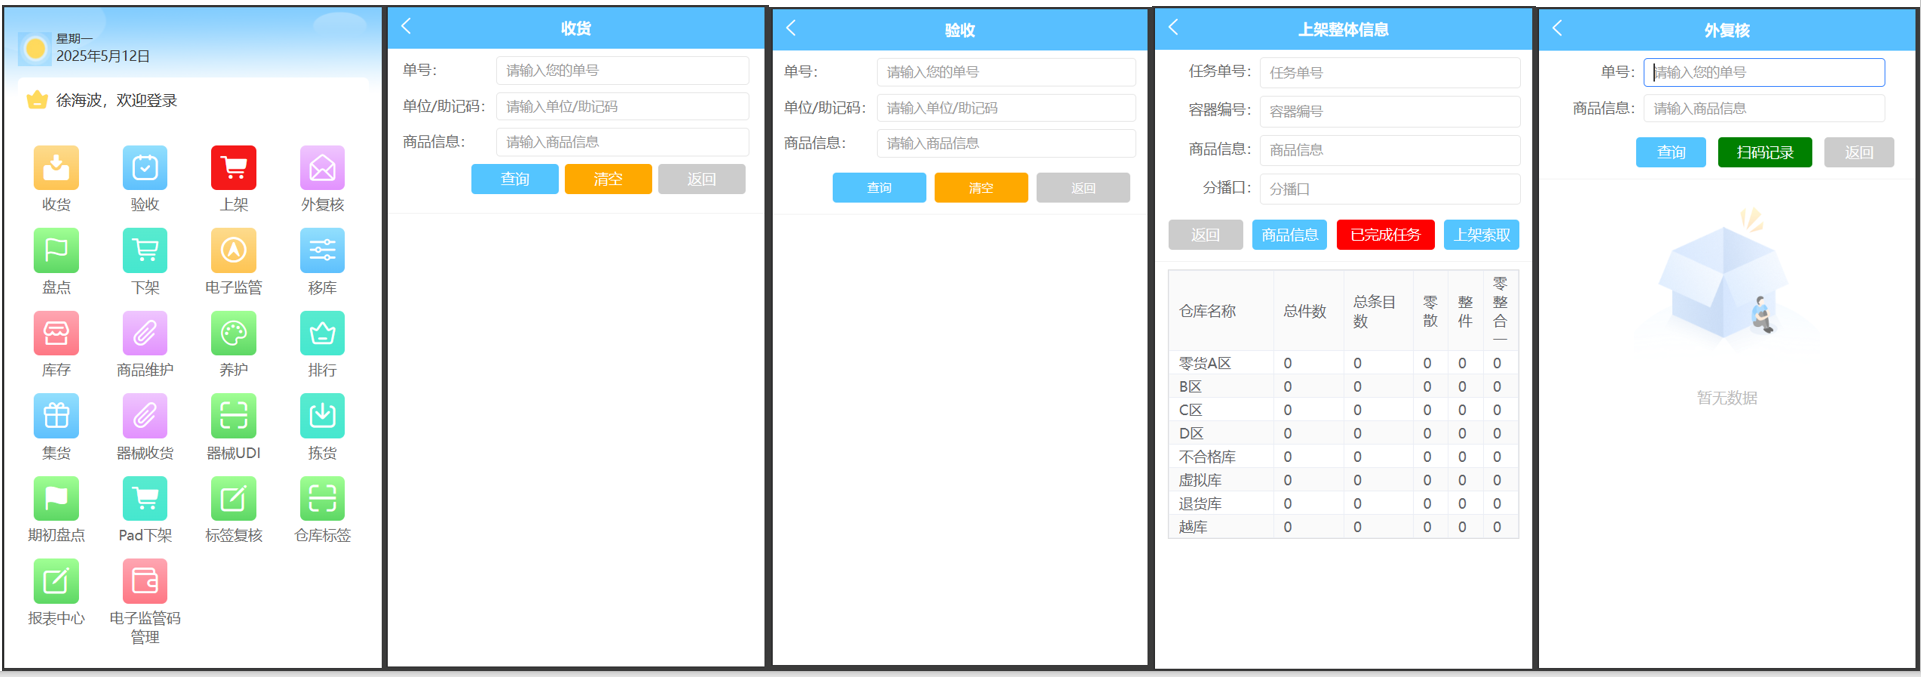 星期一
2025年5月12日
徐海波，欢迎登录
收货
验收
上架
外复核
盘点
下架
电子监管
移库
库存
商品维护
养护
排行
集货
器械收货
器械UDI
拣货
期初盘点
Pad下架
标签复核
仓库标签
报表中心
电子监管码
管理
收货
单号：
请输入您的单号
单位/助记码：
请输入单位/助记码
商品信息：
请输入商品信息
查询
清空
返回
验收
单号：
请输入您的单号
单位/助记码：
请输入单位/助记码
商品信息：
请输入商品信息
查询
清空
返回
上架整体信息
任务单号：
任务单号
容器编号：
容器编号
商品信息：
商品信息
分播口：
分播口
返回
商品信息
已完成任务
上架索取
仓库名称 总件数 总条目数 零散 整件 零整合一
零货A区 0 0 0 0 0
B区 0 0 0 0 0
C区 0 0 0 0 0
D区 0 0 0 0 0
不合格库 0 0 0 0 0
虚拟库 0 0 0 0 0
退货库 0 0 0 0 0
越库 0 0 0 0 0
外复核
单号：
请输入您的单号
商品信息：
请输入商品信息
查询
扫码记录
返回
暂无数据